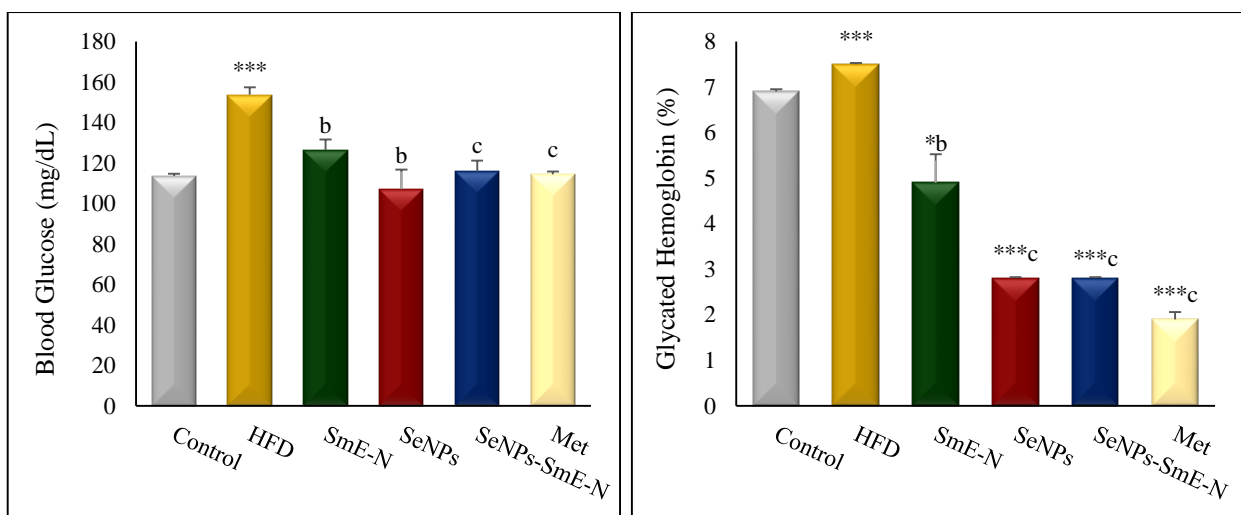 Blood Glucose (mg/dL)
180
160
140
120
100
80
60
40
20
0
***
b
b
c
c
Control
HFD
SmE-N
SeNPs
SeNPs-SmE-N
Met
Glycated Hemoglobin (%)
8
7
6
5
4
3
2
1
0
***
*b
***c
***c
***c
Control
HFD
SmE-N
SeNPs
SeNPs-SmE-N
Met